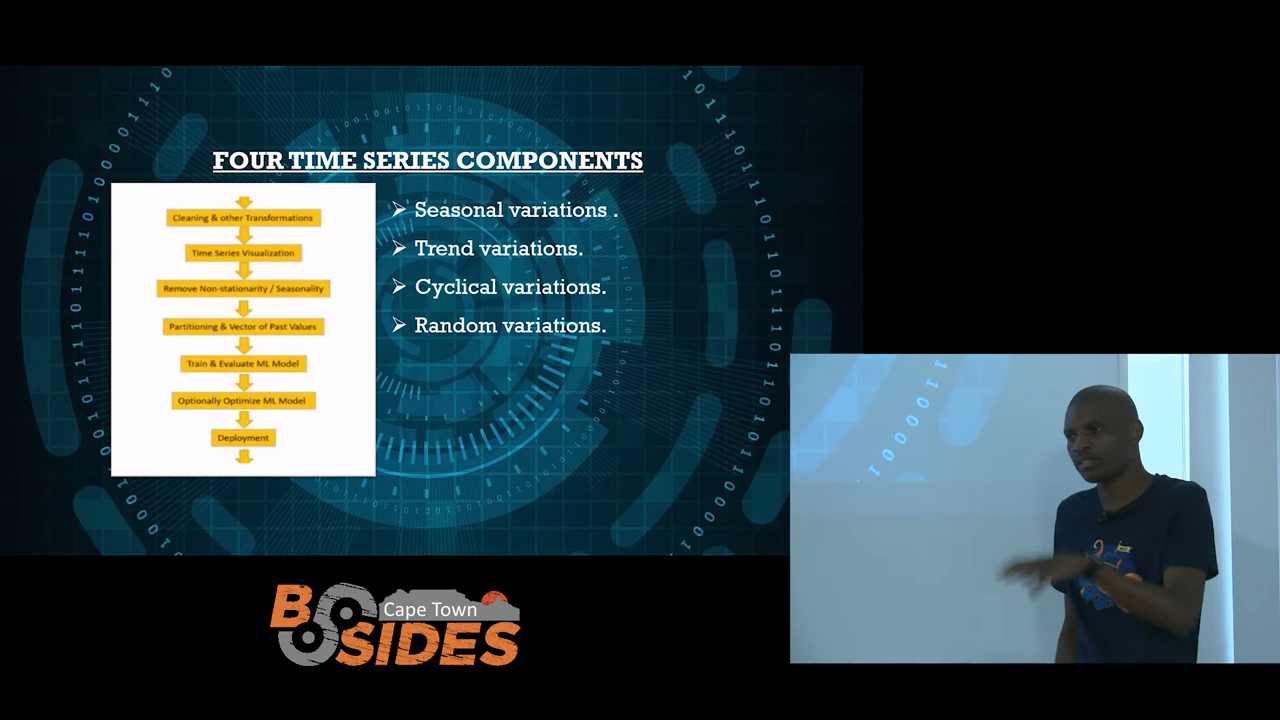 FOUR TIME SERIES COMPONENTS
Cleaning & other Transformations
Time Series Visualization
Remove Non-stationarity / Seasonality
Partitioning & Vector of Past Values
Train & Evaluate ML Model
Optionally Optimize ML Model
Deployment
Seasonal variations .
Trend variations.
Cyclical variations.
Random variations.
B
SIDES
Cape Town